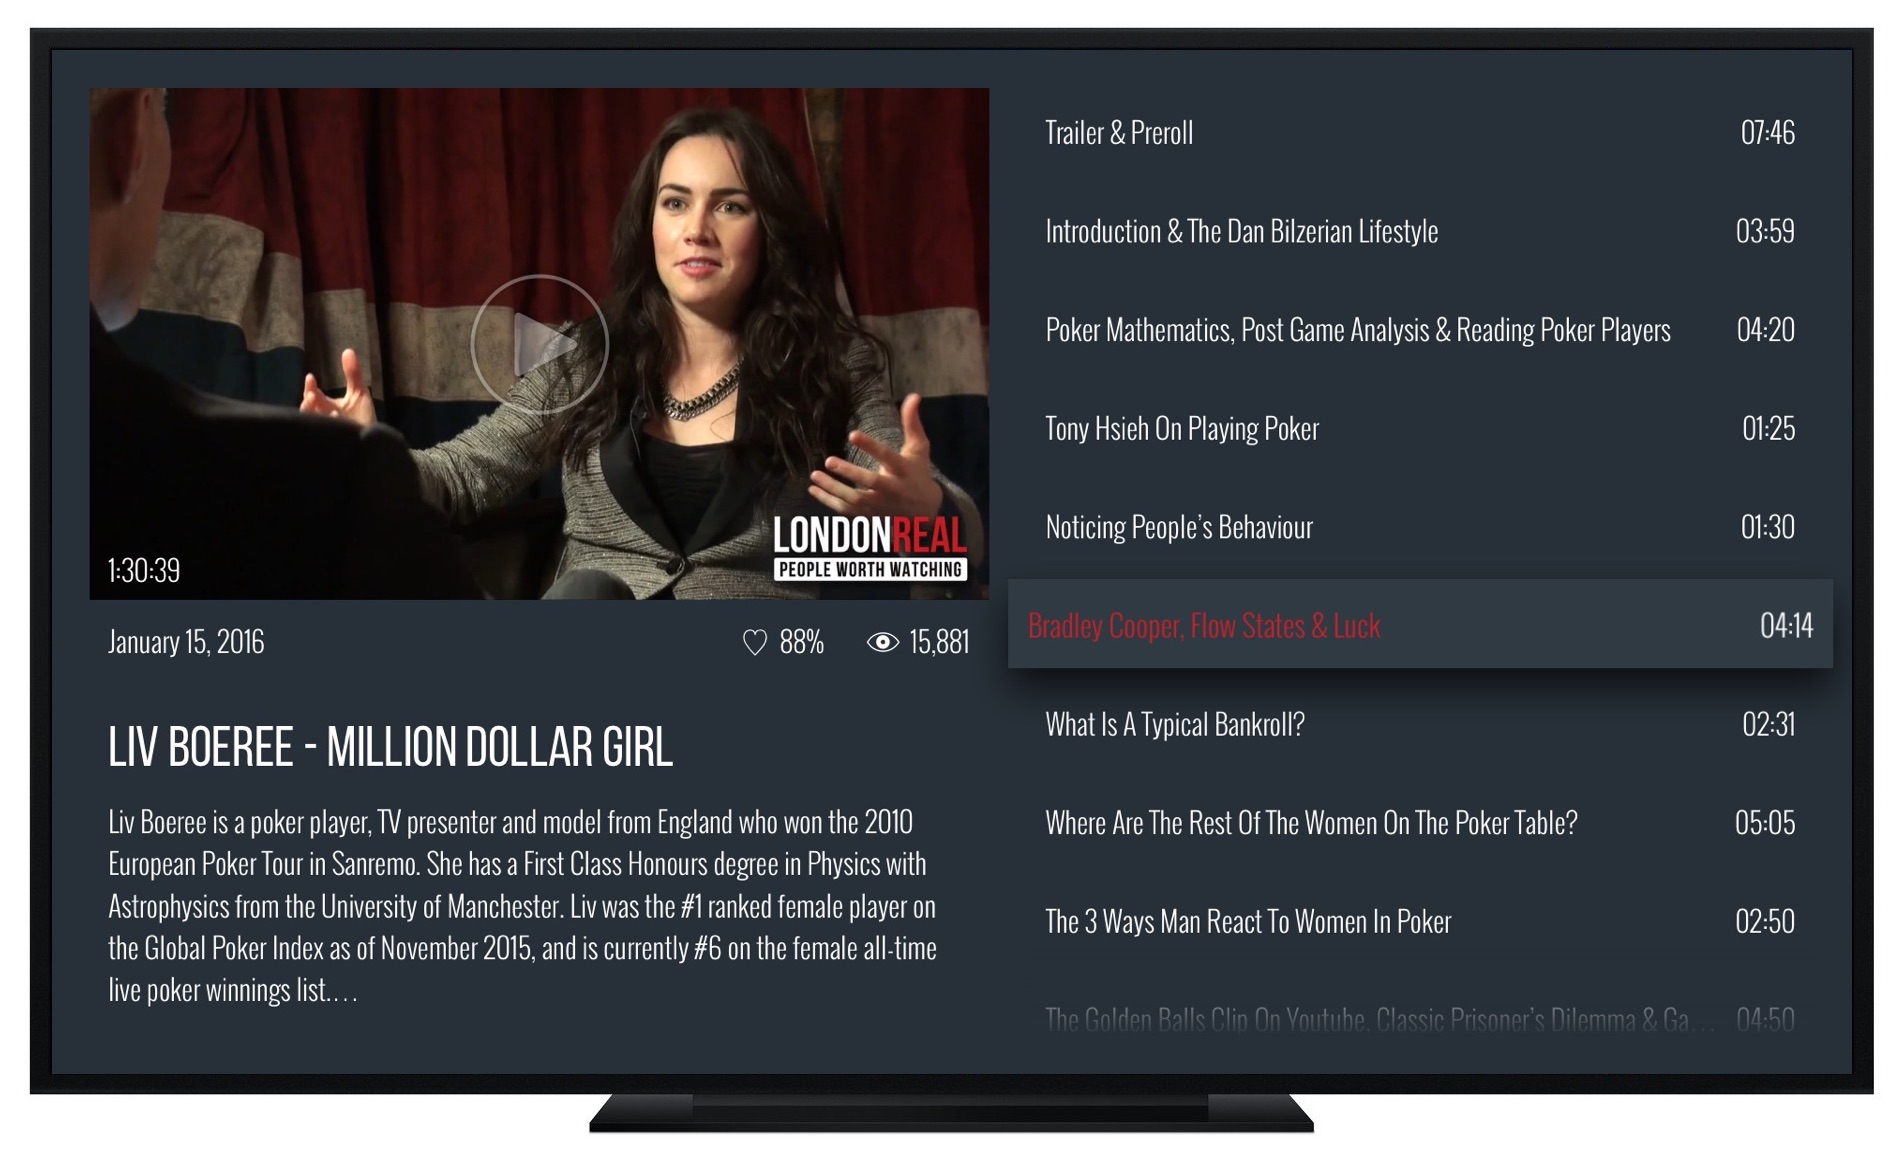 LONDONREAL
PEOPLE WORTH WATCHING
1:30:39
January 15, 2016
88%
15,881
LIV BOEREE - MILLION DOLLAR GIRL
Liv Boeree is a poker player, TV presenter and model from England who won the 2010
European Poker Tour in Sanremo. She has a First Class Honours degree in Physics with
Astrophysics from the University of Manchester. Liv was the #1 ranked female player on
the Global Poker Index as of November 2015, and is currently #6 on the female all-time
live poker winnings list....
Trailer & Preroll 07:46
Introduction & The Dan Bilzerian Lifestyle 03:59
Poker Mathematics, Post Game Analysis & Reading Poker Players 04:20
Tony Hsieh On Playing Poker 01:25
Noticing People’s Behaviour 01:30
Bradley Cooper, Flow States & Luck 04:14
What Is A Typical Bankroll? 02:31
Where Are The Rest Of The Women On The Poker Table? 05:05
The 3 Ways Man React To Women In Poker 02:50
The Golden Balls Clip On Youtube. Classic Prisoner’s Dilemma & Ga... 04:50